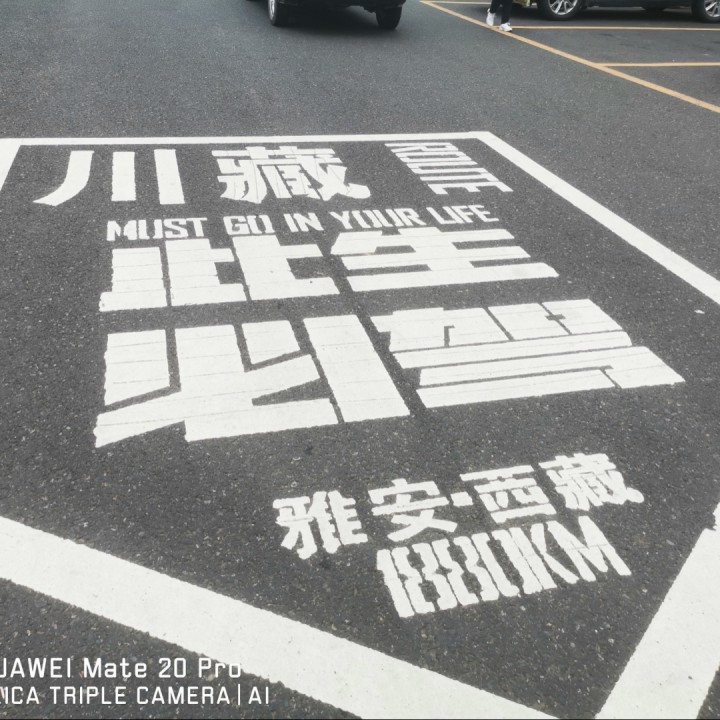 川藏 ROUTE
MUST GO IN YOUR LIFE
此生
必驾
雅安·西藏
1880KM
UAWEI Mate 20 Pro
ICA TRIPLE CAMERA | AI